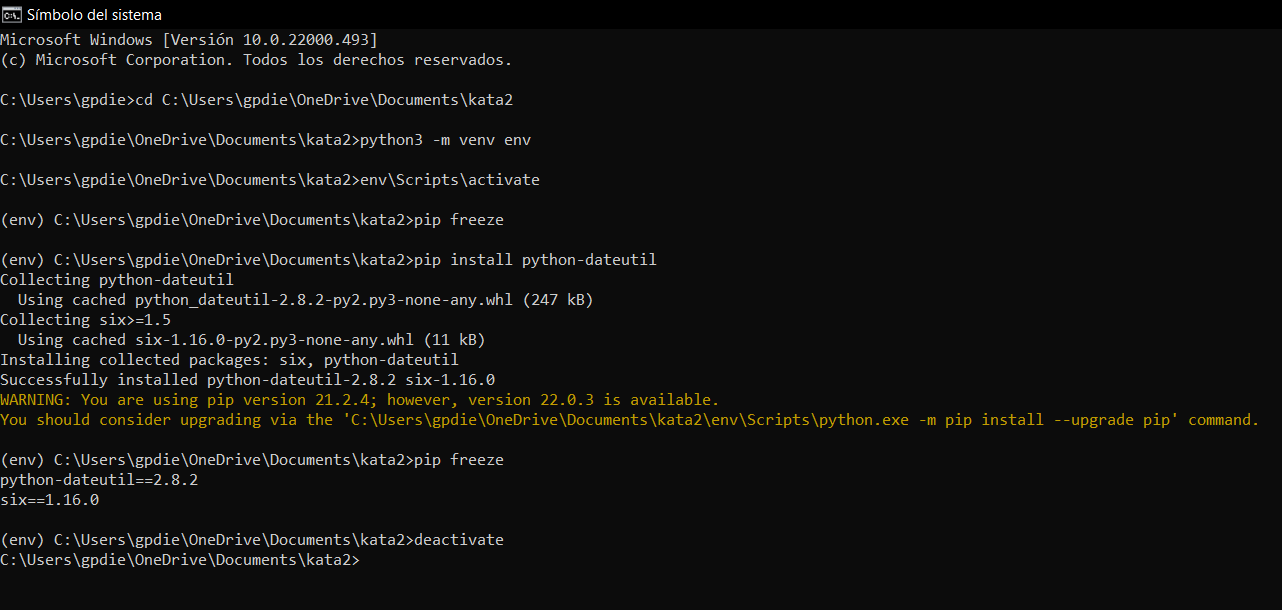 Símbolo del sistema
Microsoft Windows [Versión 10.0.22000.493]
(c) Microsoft Corporation. Todos los derechos reservados.
C:\Users\gpdie>cd C:\Users\gpdie\OneDrive\Documents\kata2
C:\Users\gpdie\OneDrive\Documents\kata2>python3 -m venv env
C:\Users\gpdie\OneDrive\Documents\kata2>env\Scripts\activate
(env) C:\Users\gpdie\OneDrive\Documents\kata2>pip freeze
(env) C:\Users\gpdie\OneDrive\Documents\kata2>pip install python-dateutil
Collecting python-dateutil
  Using cached python_dateutil-2.8.2-py2.py3-none-any.whl (247 kB)
Collecting six>=1.5
  Using cached six-1.16.0-py2.py3-none-any.whl (11 kB)
Installing collected packages: six, python-dateutil
Successfully installed python-dateutil-2.8.2 six-1.16.0
WARNING: You are using pip version 21.2.4; however, version 22.0.3 is available.
You should consider upgrading via the 'C:\Users\gpdie\OneDrive\Documents\kata2\env\Scripts\python.exe -m pip install --upgrade pip' command.
(env) C:\Users\gpdie\OneDrive\Documents\kata2>pip freeze
python-dateutil==2.8.2
six==1.16.0
(env) C:\Users\gpdie\OneDrive\Documents\kata2>deactivate
C:\Users\gpdie\OneDrive\Documents\kata2>